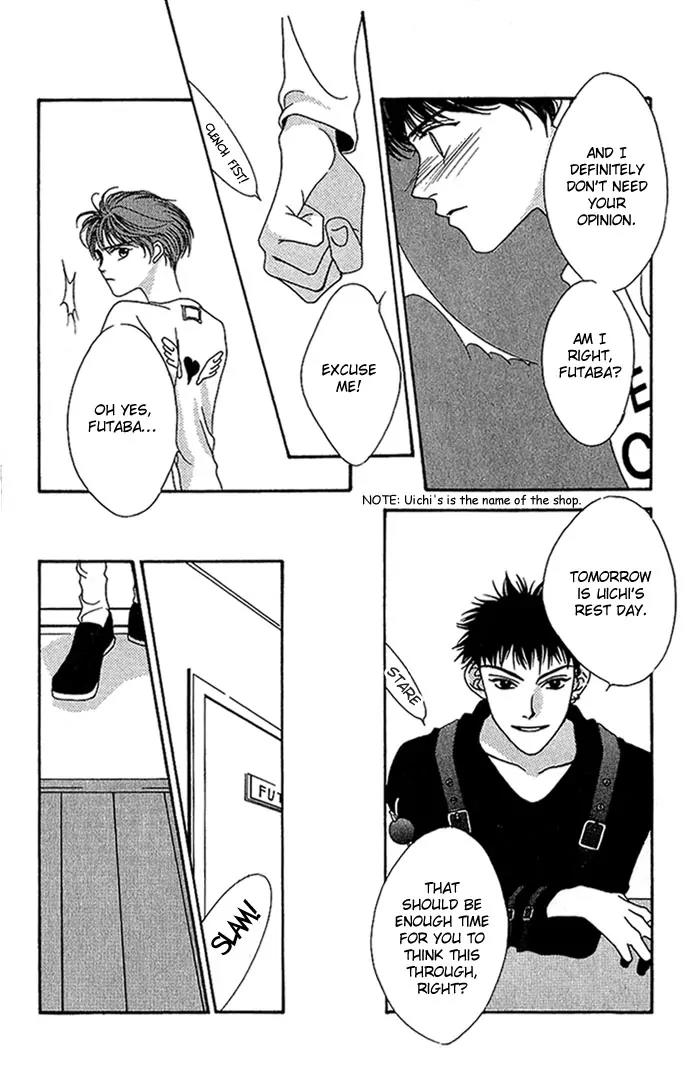 AND I
DEFINITELY
DON'T NEED
YOUR
OPINION.
AM I
RIGHT,
FUTABA?
E
O
CLENCH FIST!
EXCUSE
ME!
OH YES,
FUTABA...
NOTE: Uichi's is the name of the shop.
TOMORROW
IS UICHI'S
REST DAY.
STARE
THAT
SHOULD BE
ENOUGH TIME
FOR YOU TO
THINK THIS
THROUGH,
RIGHT?
FUT
SLAM!